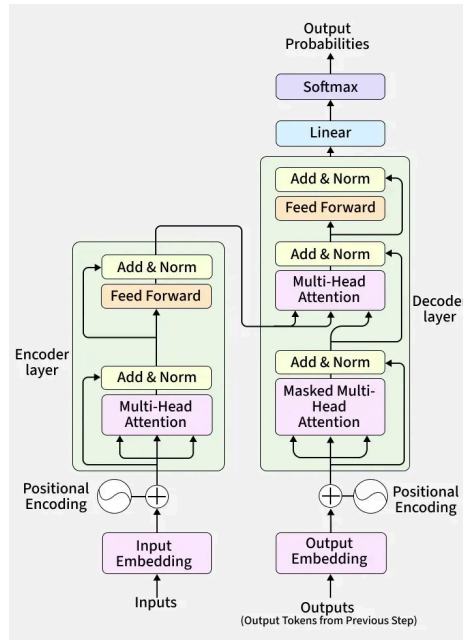 Output
Probabilities
Softmax
Linear
Add & Norm
Feed Forward
Add & Norm
Multi-Head
Attention
Decoder
layer
Add & Norm
Masked Multi-
Head
Attention
Add & Norm
Feed Forward
Encoder
layer
Add & Norm
Multi-Head
Attention
Positional
Encoding
Positional
Encoding
Input
Embedding
Output
Embedding
Inputs
Outputs
(Output Tokens from Previous Step)